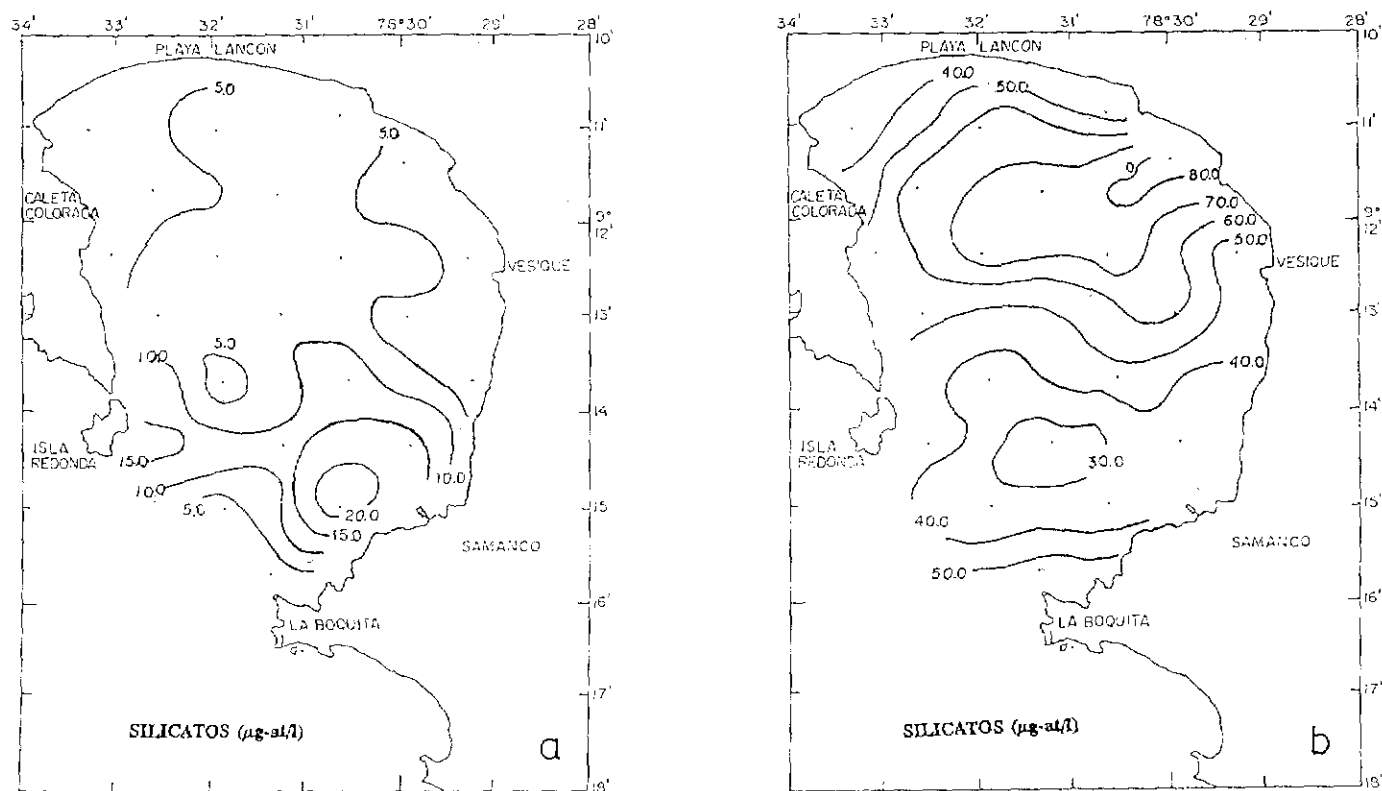 34'
33'
32'
31'
76°30'
29'
28'
10'
PLAYA LANCON
5.0
5.0
11'
CALETA
COLORADA
9°
12'
VESIQUE
13'
10.0
5.0
14'
ISLA
REDONDA
15.0
10.0
10.0
5.0
20.0
15.0
15'
SAMANCO
16'
LA BOQUITA
17'
SILICATOS (µg-at/l)
a
18'
34'
33'
32'
31'
78°30'
29'
28'
10'
PLAYA LANCON
40.0
50.0
11'
0
80.0
CALETA
COLORADA
70.0
9°
60.0
12'
50.0
VESIQUE
13'
40.0
14'
ISLA
REDONDA
30.0
40.0
15'
SAMANCO
50.0
16'
LA BOQUITA
17'
SILICATOS (µg-at/l)
b
18'